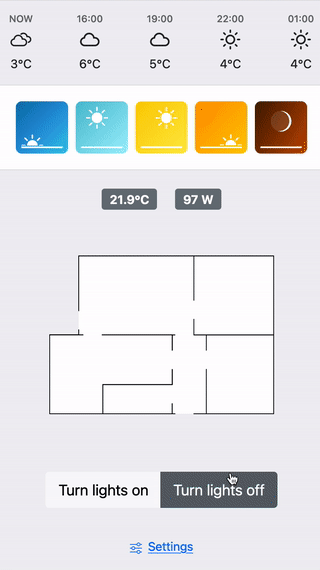 NOW 16:00 19:00 22:00 01:00
3°C 6°C 5°C 4°C 4°C
21.9°C 97 W
Turn lights on Turn lights off
Settings